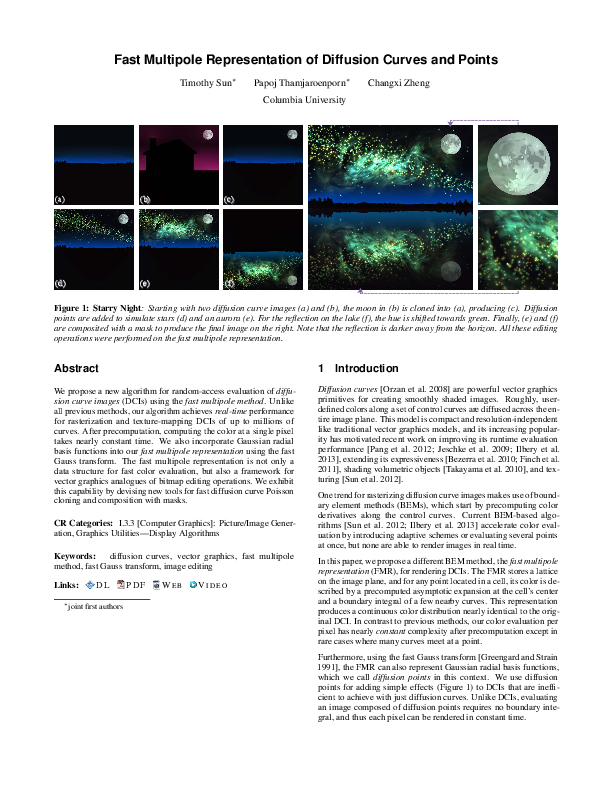 Fast Multipole Representation of Diffusion Curves and Points
Timothy Sun* Papoj Thamjaroenporn* Changxi Zheng
Columbia University
(a)
(b)
(c)
(d)
(e)
(f)
Figure 1: Starry Night: Starting with two diffusion curve images (a) and (b), the moon in (b) is cloned into (a), producing (c). Diffusion
points are added to simulate stars (d) and an aurora (e). For the reflection on the lake (f), the hue is shifted towards green. Finally, (e) and (f)
are composited with a mask to produce the final image on the right. Note that the reflection is darker away from the horizon. All these editing
operations were performed on the fast multipole representation.
Abstract
We propose a new algorithm for random-access evaluation of diffu-
sion curve images (DCIs) using the fast multipole method. Unlike
all previous methods, our algorithm achieves real-time performance
for rasterization and texture-mapping DCIs of up to millions of
curves. After precomputation, computing the color at a single pixel
takes nearly constant time. We also incorporate Gaussian radial
basis functions into our fast multipole representation using the fast
Gauss transform. The fast multipole representation is not only a
data structure for fast color evaluation, but also a framework for
vector graphics analogues of bitmap editing operations. We exhibit
this capability by devising new tools for fast diffusion curve Poisson
cloning and composition with masks.
CR Categories: I.3.3 [Computer Graphics]: Picture/Image Gener-
ation, Graphics Utilities—Display Algorithms
Keywords: diffusion curves, vector graphics, fast multipole
method, fast Gauss transform, image editing
Links: DL PDF WEB VIDEO
*joint first authors
1 Introduction
Diffusion curves [Orzan et al. 2008] are powerful vector graphics
primitives for creating smoothly shaded images. Roughly, user-
defined colors along a set of control curves are diffused across the en-
tire image plane. This model is compact and resolution-independent
like traditional vector graphics models, and its increasing popular-
ity has motivated recent work on improving its runtime evaluation
performance [Pang et al. 2012; Jeschke et al. 2009; Ilbery et al.
2013], extending its expressiveness [Bezerra et al. 2010; Finch et al.
2011], shading volumetric objects [Takayama et al. 2010], and tex-
turing [Sun et al. 2012].
One trend for rasterizing diffusion curve images makes use of bound-
ary element methods (BEMs), which start by precomputing color
derivatives along the control curves. Current BEM-based algo-
rithms [Sun et al. 2012; Ilbery et al. 2013] accelerate color eval-
uation by introducing adaptive schemes or evaluating several points
at once, but none are able to render images in real time.
In this paper, we propose a different BEM method, the fast multipole
representation (FMR), for rendering DCIs. The FMR stores a lattice
on the image plane, and for any point located in a cell, its color is de-
scribed by a precomputed asymptotic expansion at the cell's center
and a boundary integral of a few nearby curves. This representation
produces a continuous color distribution nearly identical to the orig-
inal DCI. In contrast to previous methods, our color evaluation per
pixel has nearly constant complexity after precomputation except in
rare cases where many curves meet at a point.
Furthermore, using the fast Gauss transform [Greengard and Strain
1991], the FMR can also represent Gaussian radial basis functions,
which we call diffusion points in this context. We use diffusion
points for adding simple effects (Figure 1) to DCIs that are ineffi-
cient to achieve with just diffusion curves. Unlike DCIs, evaluating
an image composed of diffusion points requires no boundary inte-
gral, and thus each pixel can be rendered in constant time.